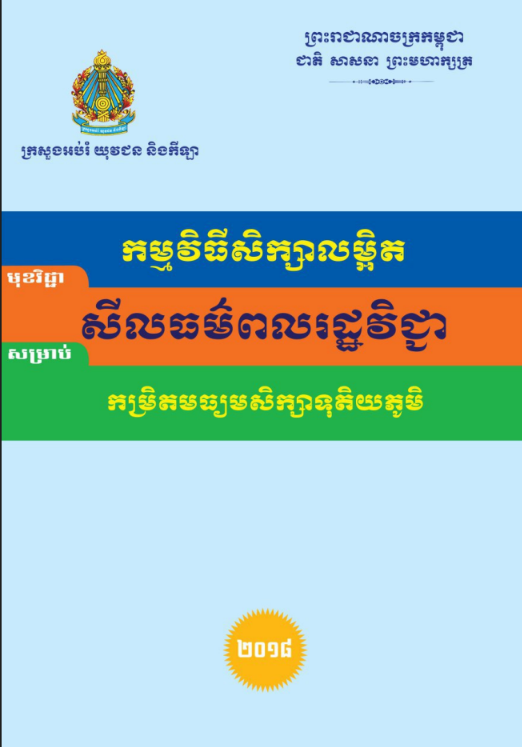 ព្រះរាជាណាចក្រកម្ពុជា
ជាតិ សាសនា ព្រះមហាក្សត្រ
ក្រសួងអប់រំ យុវជន និងកីឡា
កម្មវិធីសិក្សាលម្អិត
មុខវិជ្ជា
សីលធម៌ពលរដ្ឋវិជ្ជា
សម្រាប់
កម្រិតមធ្យមសិក្សាទុតិយភូមិ
២០១៨